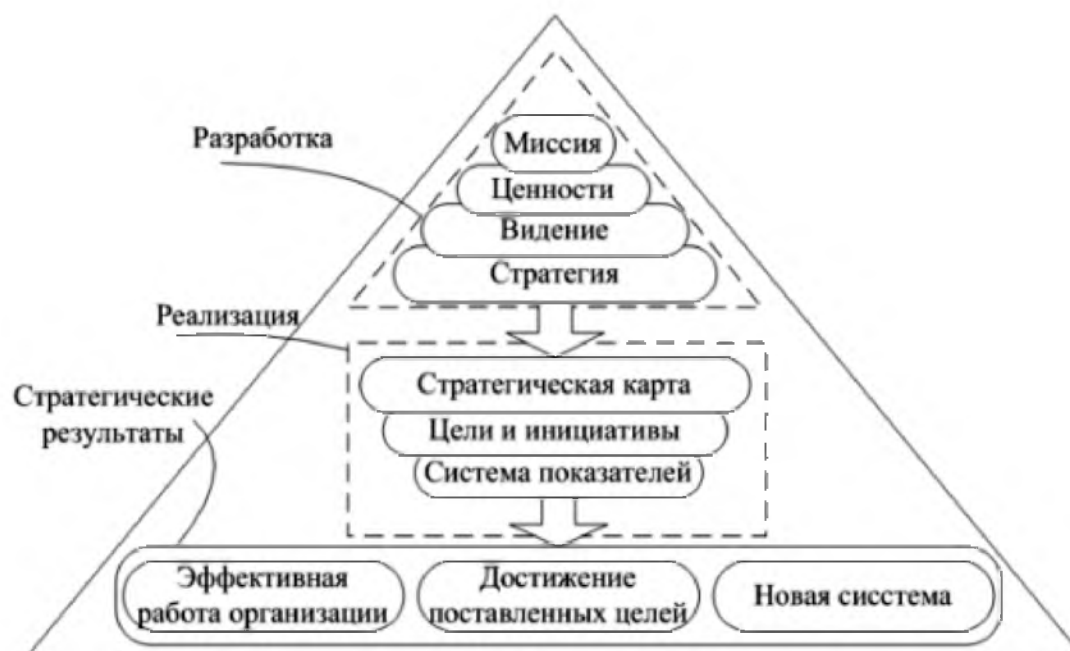 Разработка
Миссия
Ценности
Видение
Стратегия
Реализация
Стратегическая карта
Цели и инициативы
Система показателей
Стратегические
результаты
Эффективная
работа организации
Достижение
поставленных целей
Новая сисстема